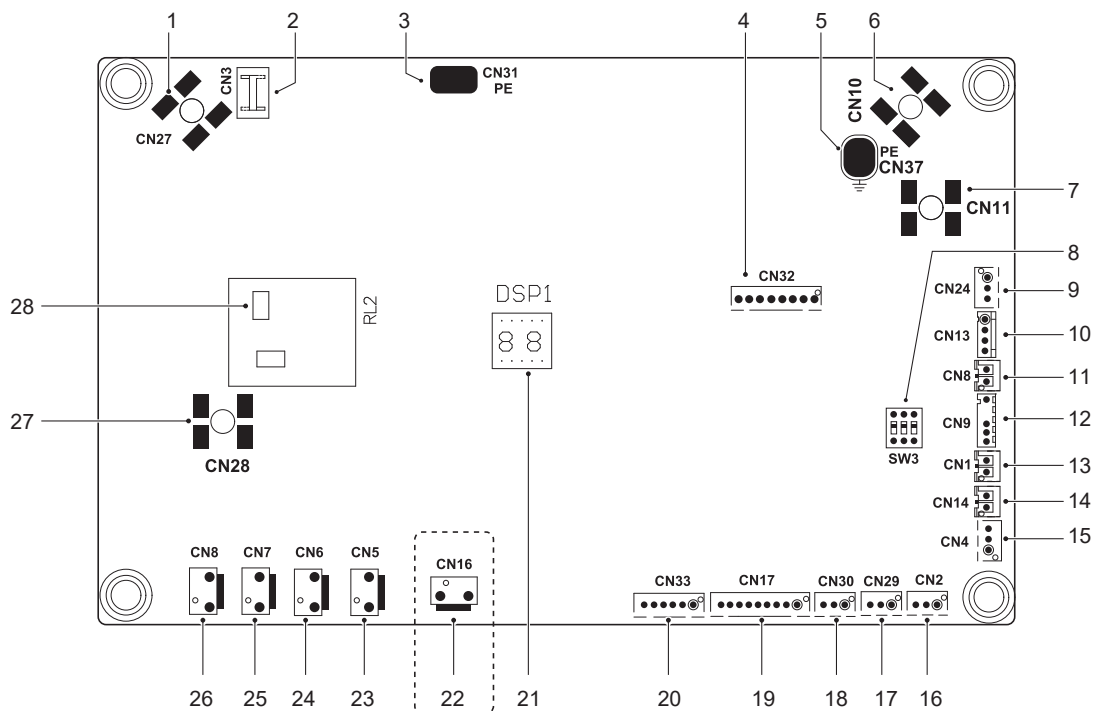 1 2 3 4 5 6
CN3
CN31
PE
CN10
CN27
PE
CN37
7
CN11
8
CN32
CN24 9
28
RL2
DSP1
CN13 10
88
CN8 11
CN9 12
27
SW3
CN28
CN1 13
CN14 14
CN4 15
CN8 CN7 CN6 CN5 CN16
CN33 CN17 CN30 CN29 CN2
26 25 24 23 22 21 20 19 18 17 16